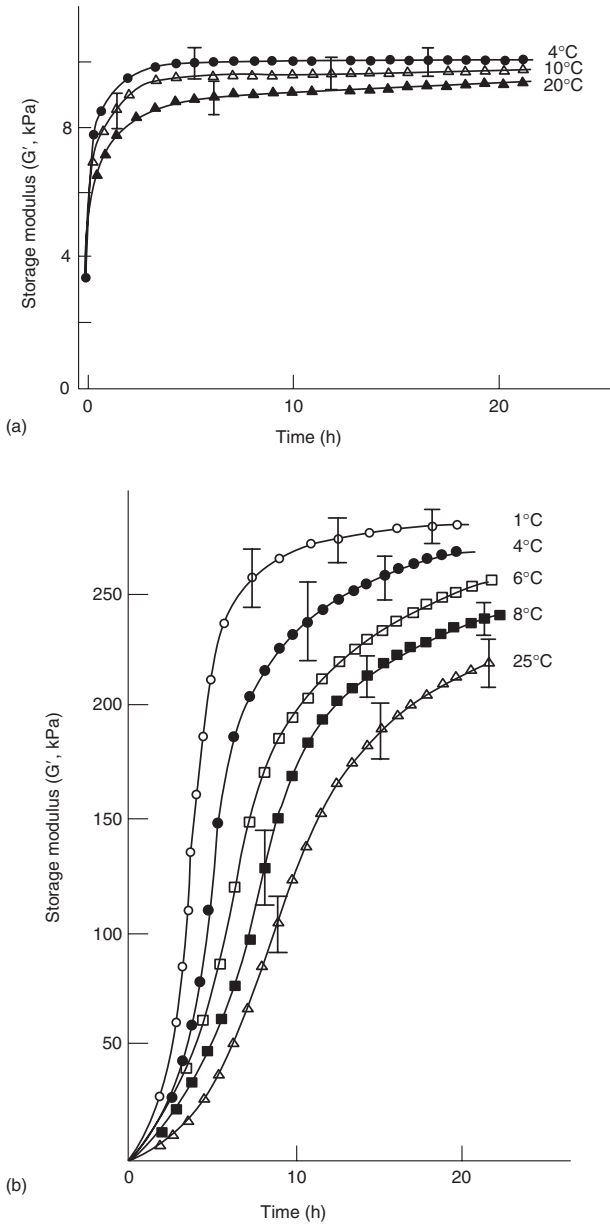 4°C
10°C
20°C
8
4
0
Storage modulus (G′, kPa)
0 10 20
Time (h)
(a)
1°C
4°C
6°C
8°C
25°C
250
200
150
100
50
Storage modulus (G′, kPa)
0 10 20
Time (h)
(b)